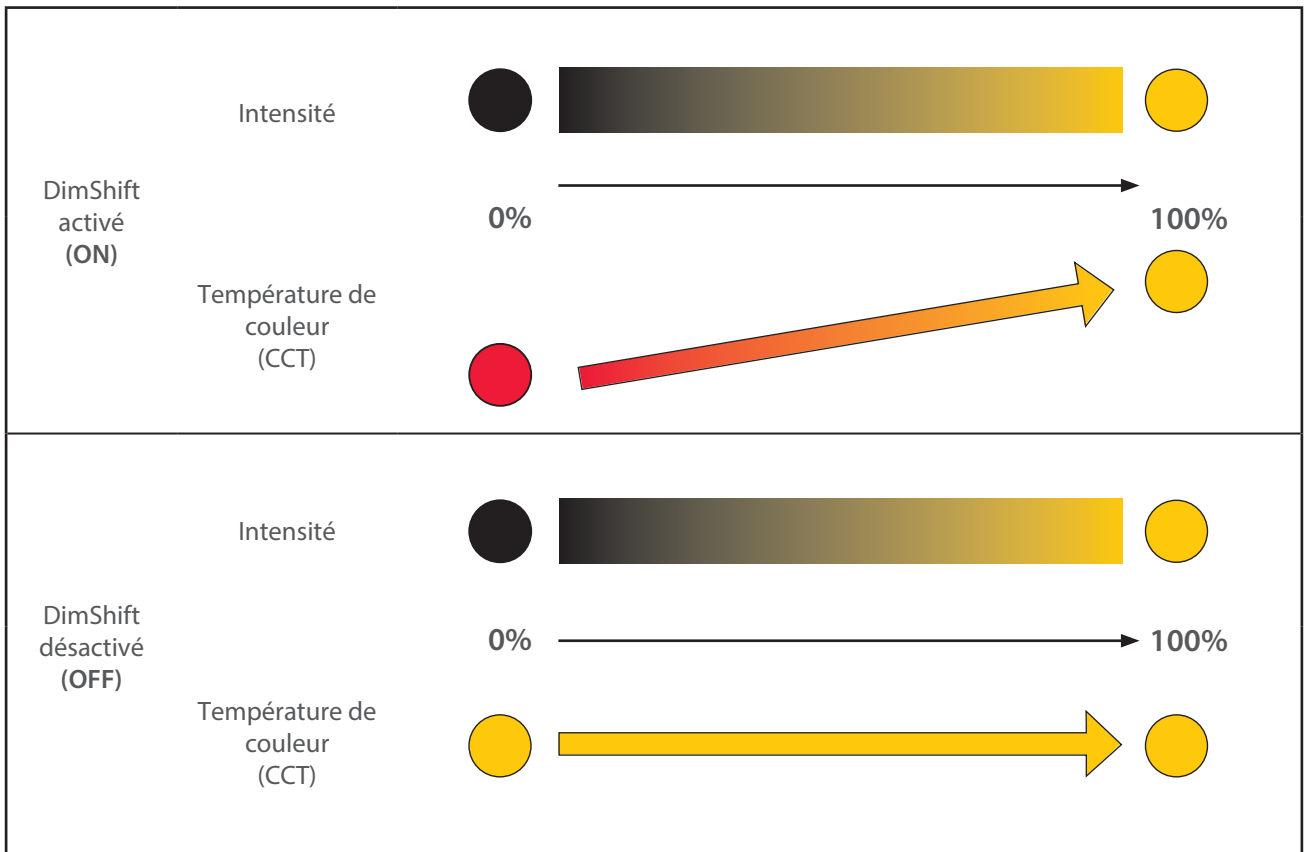 Intensité
DimShift
activé
(ON)
0%
100%
Température de
couleur
(CCT)
Intensité
DimShift
désactivé
(OFF)
0%
100%
Température de
couleur
(CCT)